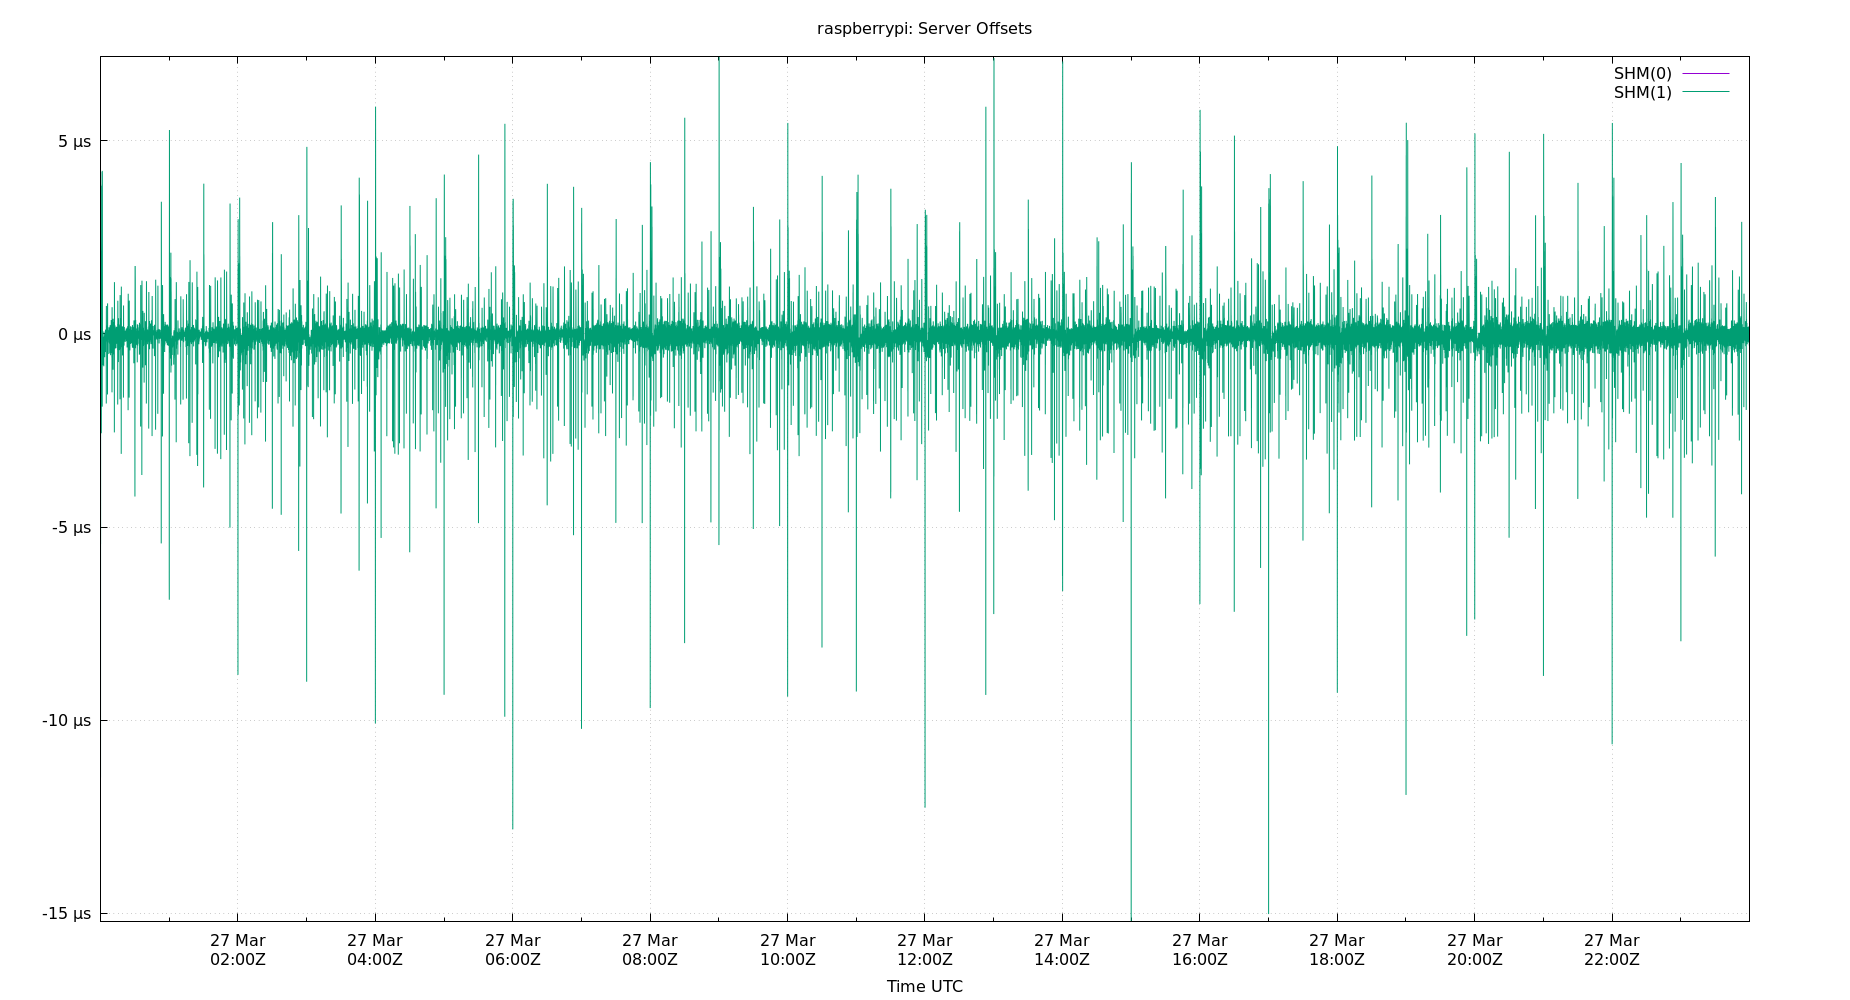 raspberrypi: Server Offsets
SHM(0)
SHM(1)
5 µs
0 µs
-5 µs
-10 µs
-15 µs
27 Mar 27 Mar 27 Mar 27 Mar 27 Mar 27 Mar 27 Mar 27 Mar 27 Mar 27 Mar 27 Mar
02:00Z 04:00Z 06:00Z 08:00Z 10:00Z 12:00Z 14:00Z 16:00Z 18:00Z 20:00Z 22:00Z
Time UTC